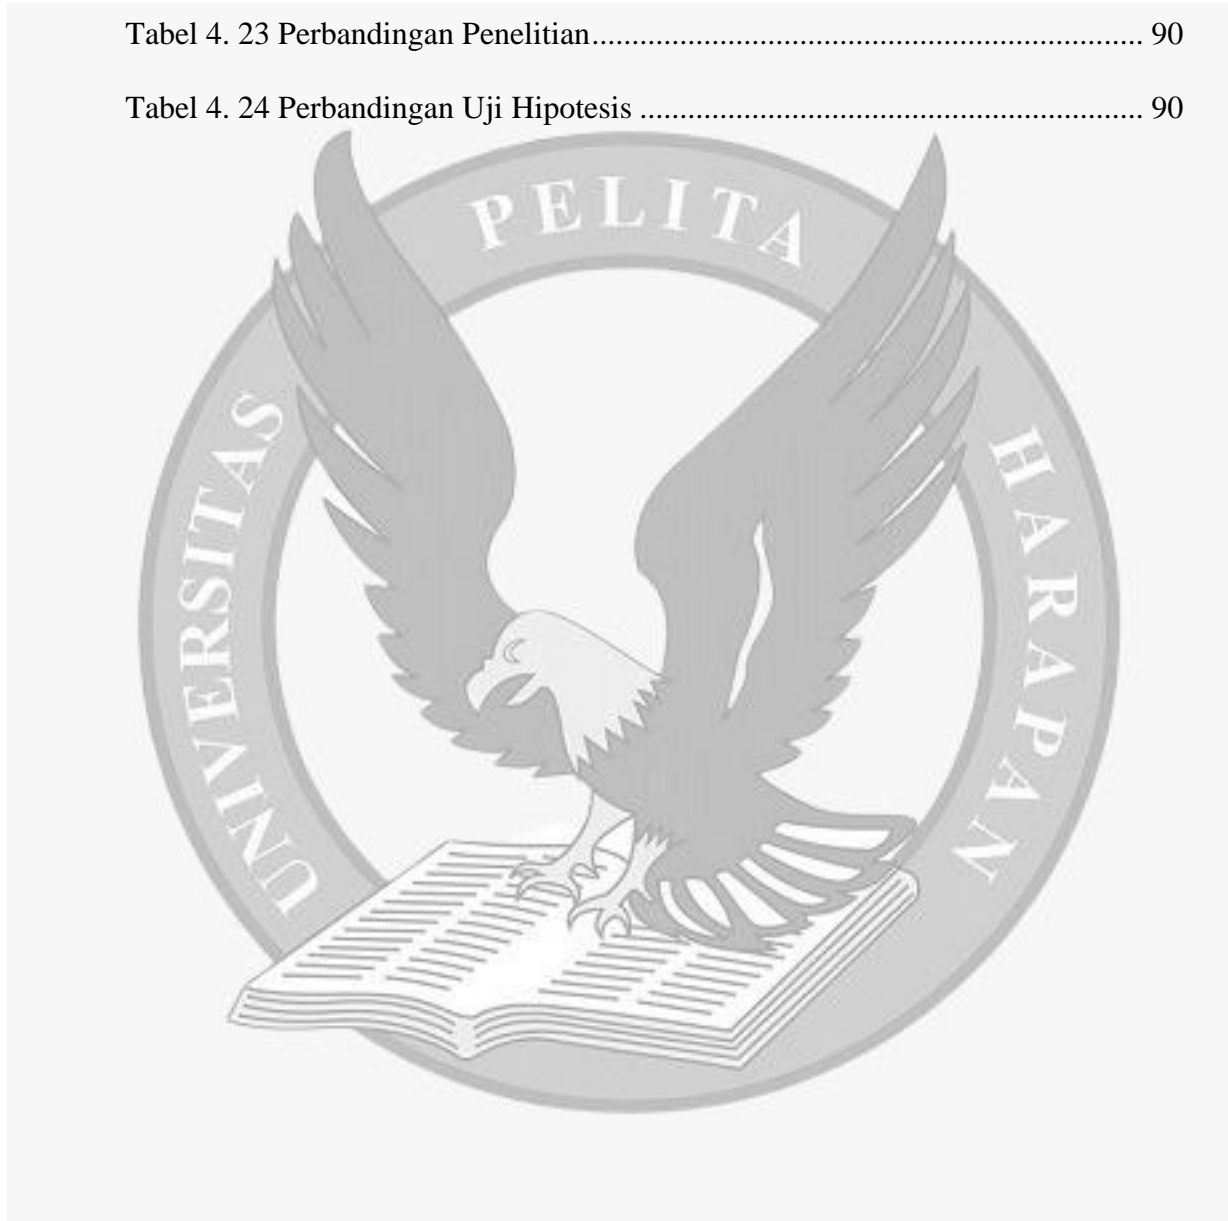 Tabel 4. 23 Perbandingan Penelitian..................................................................... 90
Tabel 4. 24 Perbandingan Uji Hipotesis ............................................................... 90
UNIVERSITAS PELITA HARAPAN